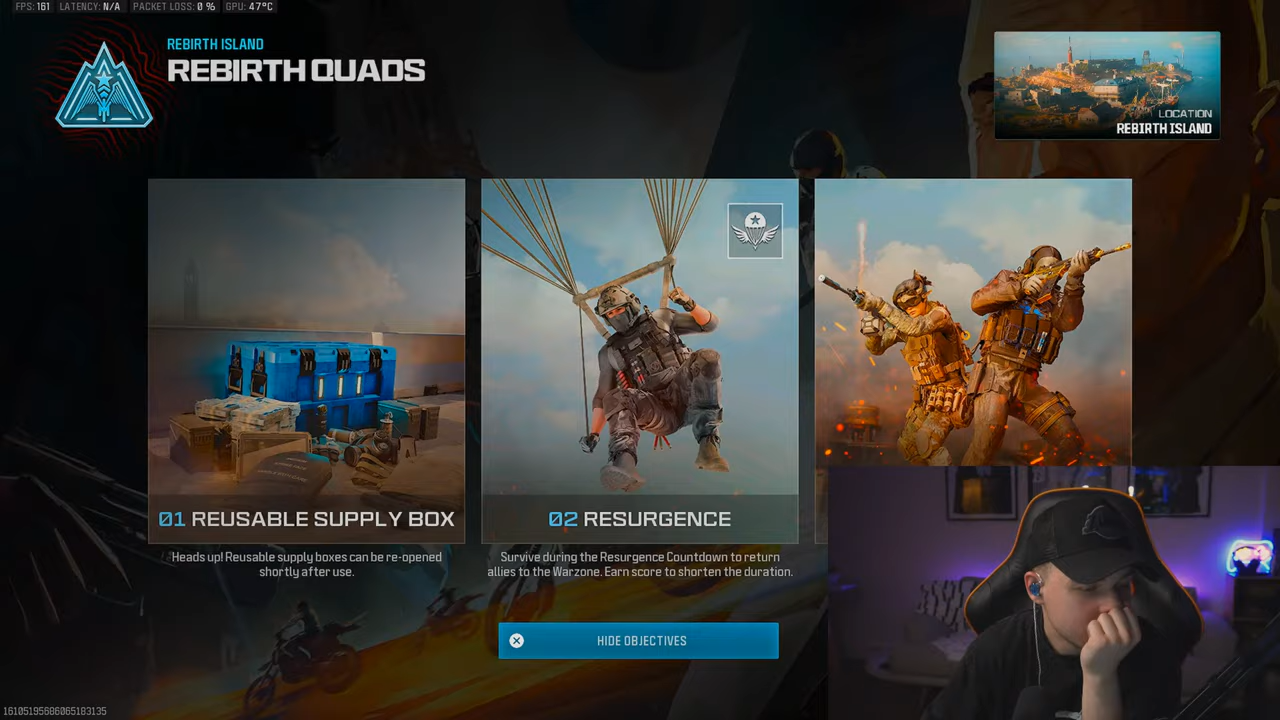 FPS: 161 LATENCY: N/A PACKET LOSS: 0 % GPU: 47°C
REBIRTH ISLAND
REBIRTH QUADS
LOCATION
REBIRTH ISLAND
01 REUSABLE SUPPLY BOX
02 RESURGENCE
Heads up! Reusable supply boxes can be re-opened
shortly after use.
Survive during the Resurgence Countdown to return
allies to the Warzone. Earn score to shorten the duration.
HIDE OBJECTIVES
16105195686065183135